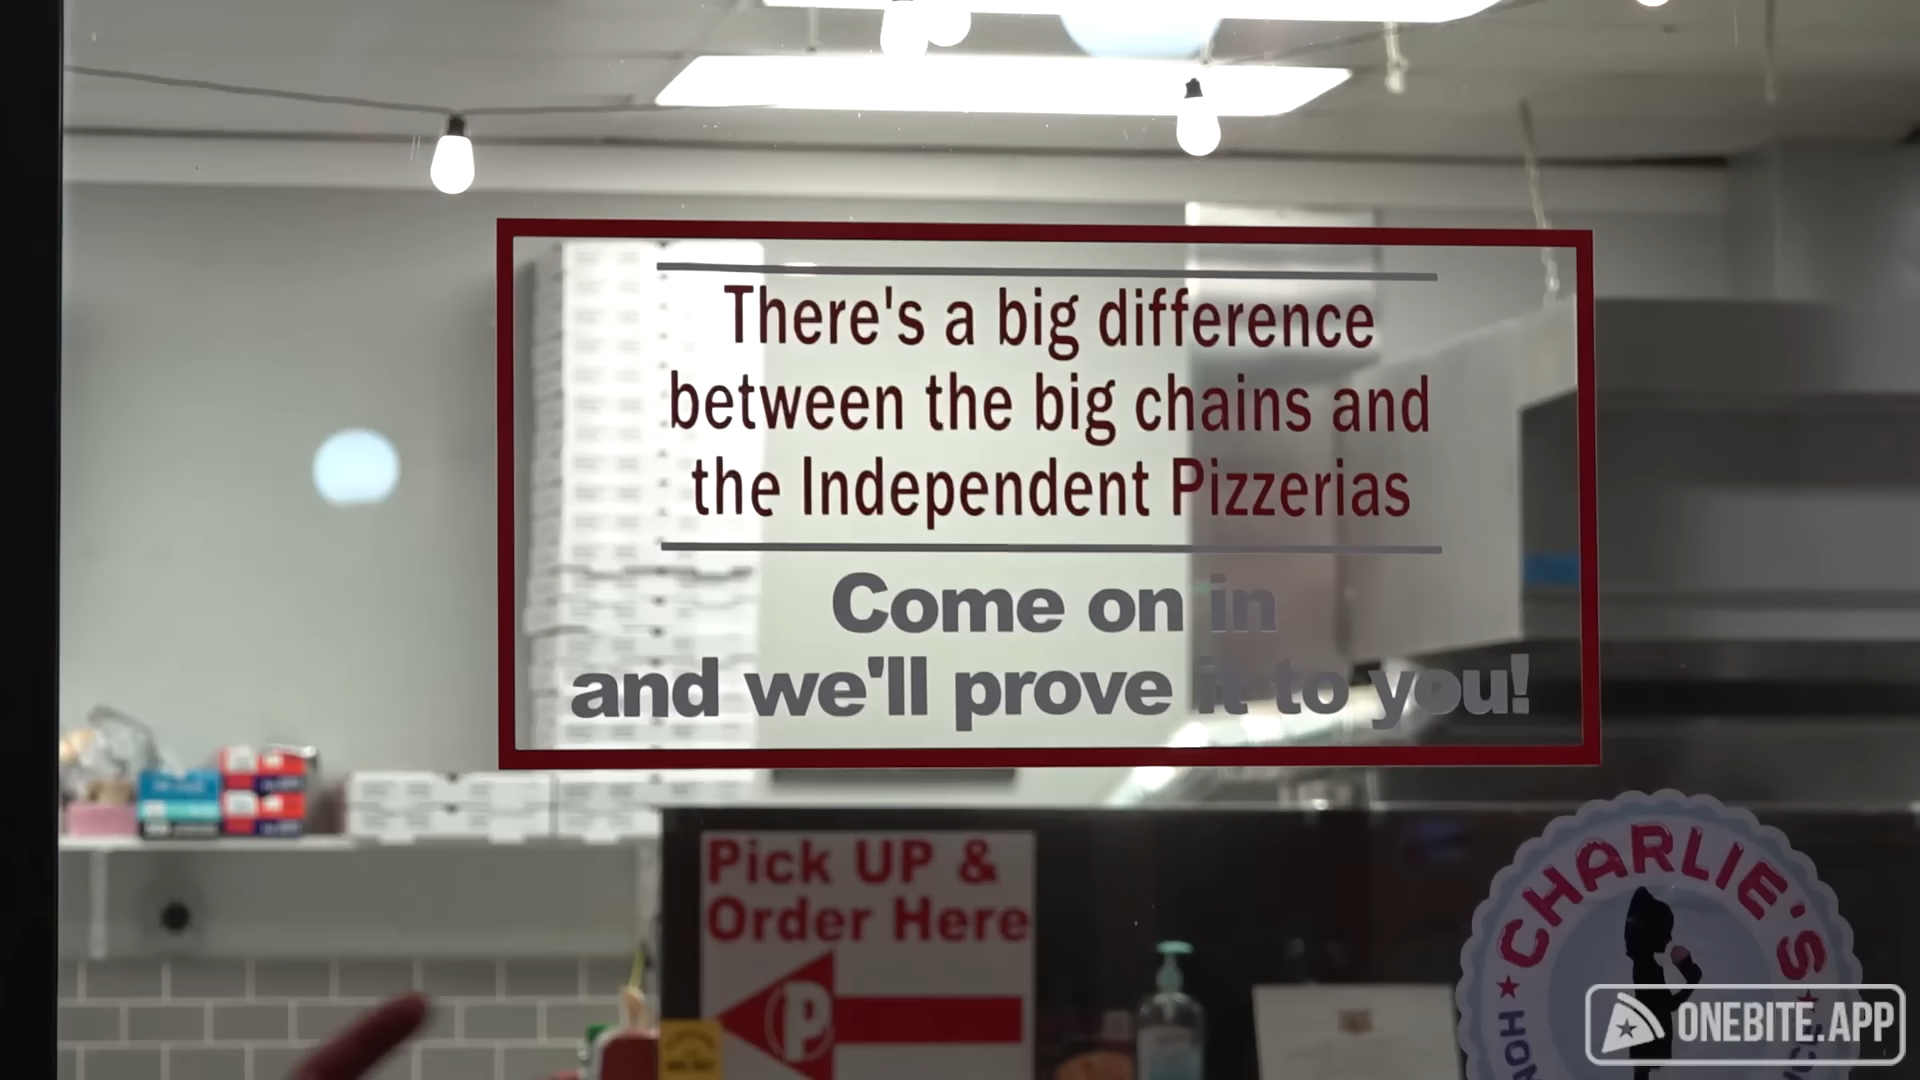 There's a big difference
between the big chains and
the Independent Pizzerias
Come on in
and we'll prove it to you!
Pick UP &
Order Here
P
CHARLIE'S
ONEBITE.APP